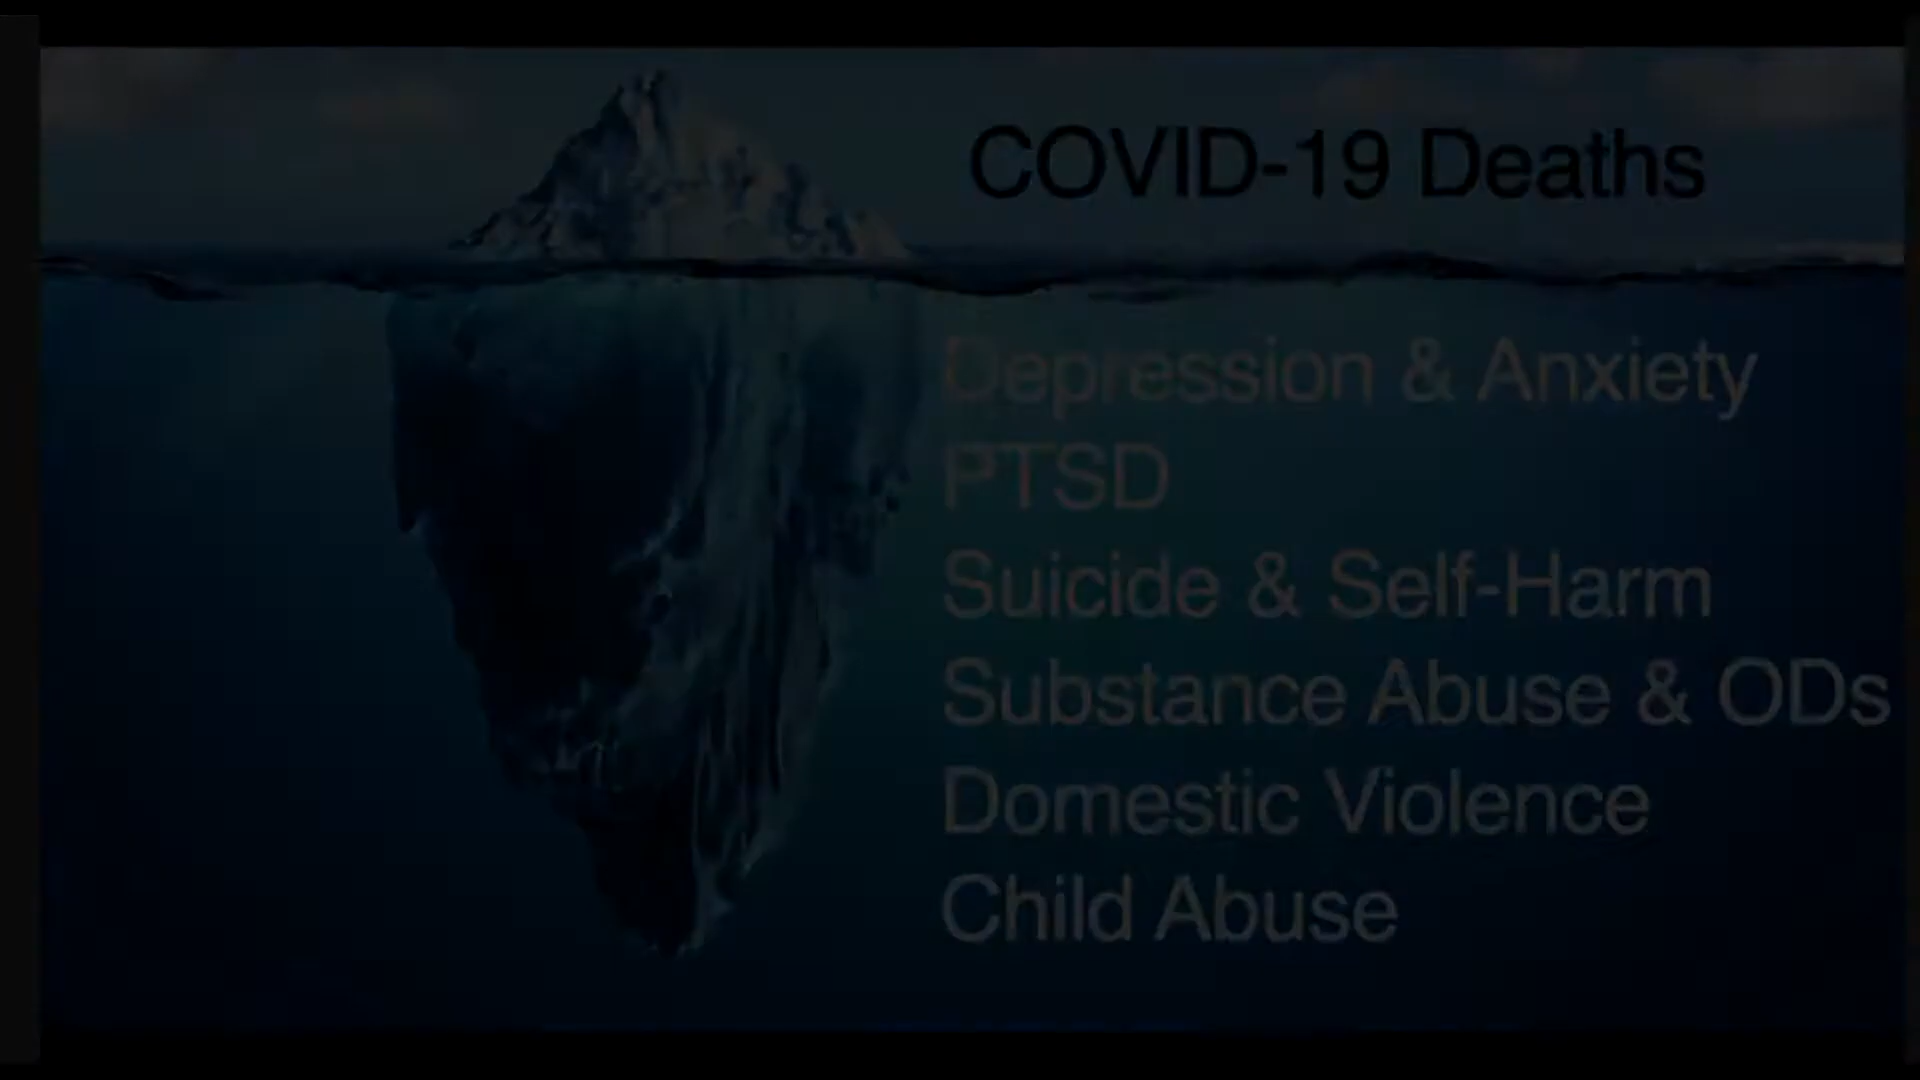 COVID-19 Deaths
Depression & Anxiety
PTSD
Suicide & Self-Harm
Substance Abuse & ODs
Domestic Violence
Child Abuse